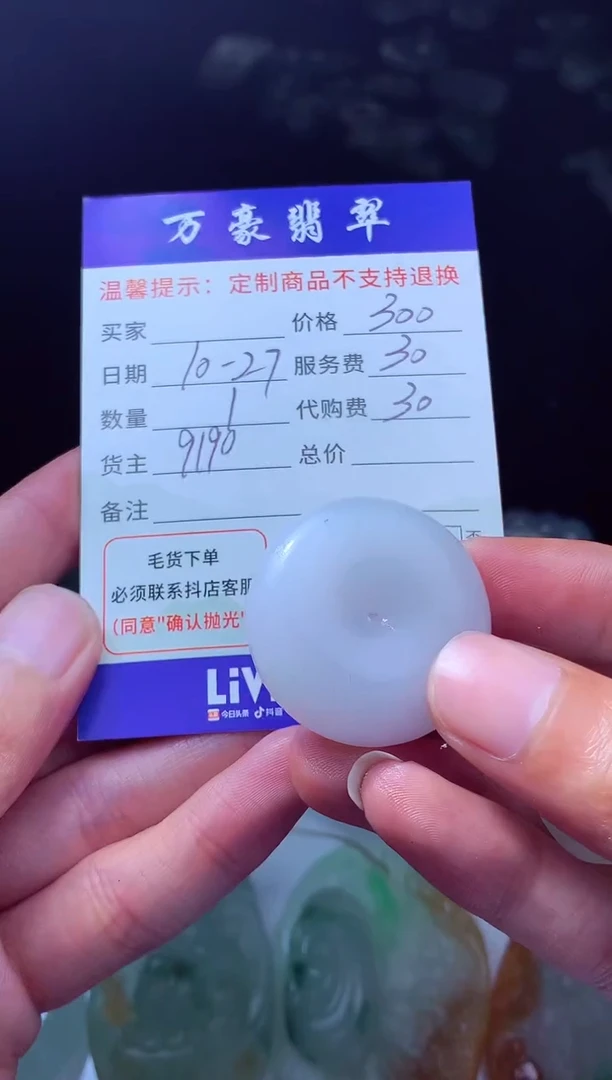 万豪翡翠
温馨提示：定制商品不支持退换
买家 价格 300
日期 10-27 服务费 30
数量 1 代购费 30
货主 9190 总价
备注 否
毛货下单
必须联系抖店客服
(同意"确认抛光"
LiV
今日头条 抖音